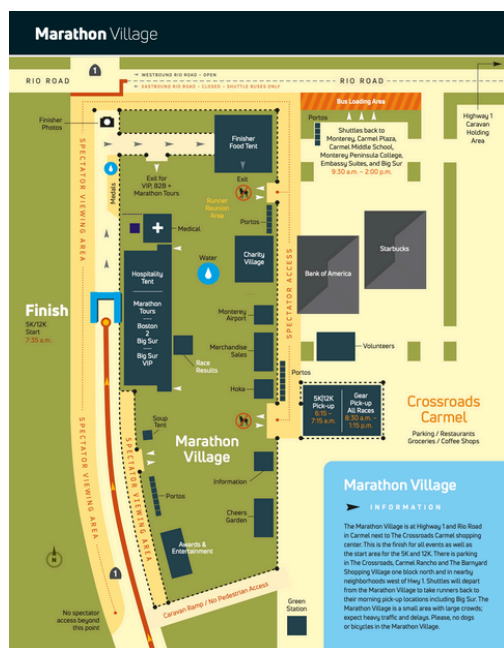 Marathon Village
1
← WESTBOUND RIO ROAD - OPEN
RIO ROAD
RIO ROAD
→ EASTBOUND RIO ROAD - CLOSED - SHUTTLE BUSES ONLY
Bus Loading Area
Highway 1
Caravan
Holding
Area
Finisher
Photos
Finisher
Food Tent
Portos
Shuttles back to
Monterey, Carmel Plaza,
Carmel Middle School,
Monterey Peninsula College,
Embassy Suites, and Big Sur
9:30 a.m. – 2:00 p.m.
SPECTATOR VIEWING AREA
Medals
Exit for
VIP, B2B +
Marathon Tours
Exit
Runner
Reunion
Area
Portos
Medical
Water
Charity
Village
SPECTATOR ACCESS
Starbucks
Bank of America
Hospitality
Tent
Marathon
Tours
Boston
2
Big Sur
Big Sur
VIP
Finish
5K/12K
Start
7:35 a.m.
Monterey
Airport
Race
Results
Merchandise
Sales
Volunteers
Portos
Hoka
5K|12K
Pick-up
6:15 -
7:15 a.m.
Gear
Pick-up
All Races
8:30 a.m. -
1:15 p.m.
Crossroads
Carmel
Parking / Restaurants
Groceries / Coffee Shops
Soup
Tent
Marathon
Village
SPECTATOR VIEWING AREA
SPECTATOR VIEWING AREA
Information
Portos
Cheers
Garden
Awards &
Entertainment
N
1
Caravan Ramp / No Pedestrian Access
No spectator
access beyond
this point
Green
Station
Marathon Village
INFORMATION
The Marathon Village is at Highway 1 and Rio Road
in Carmel next to The Crossroads Carmel shopping
center. This is the finish for all events as well as
the start area for the 5K and 12K. There is parking
in The Crossroads, Carmel Rancho and The Barnyard
Shopping Village one block north and in nearby
neighborhoods west of Hwy 1. Shuttles will depart
from the Marathon Village to take runners back to
their morning pick-up locations including Big Sur. The
Marathon Village is a small area with large crowds;
expect heavy traffic and delays. Please, no dogs
or bicycles in the Marathon Village.